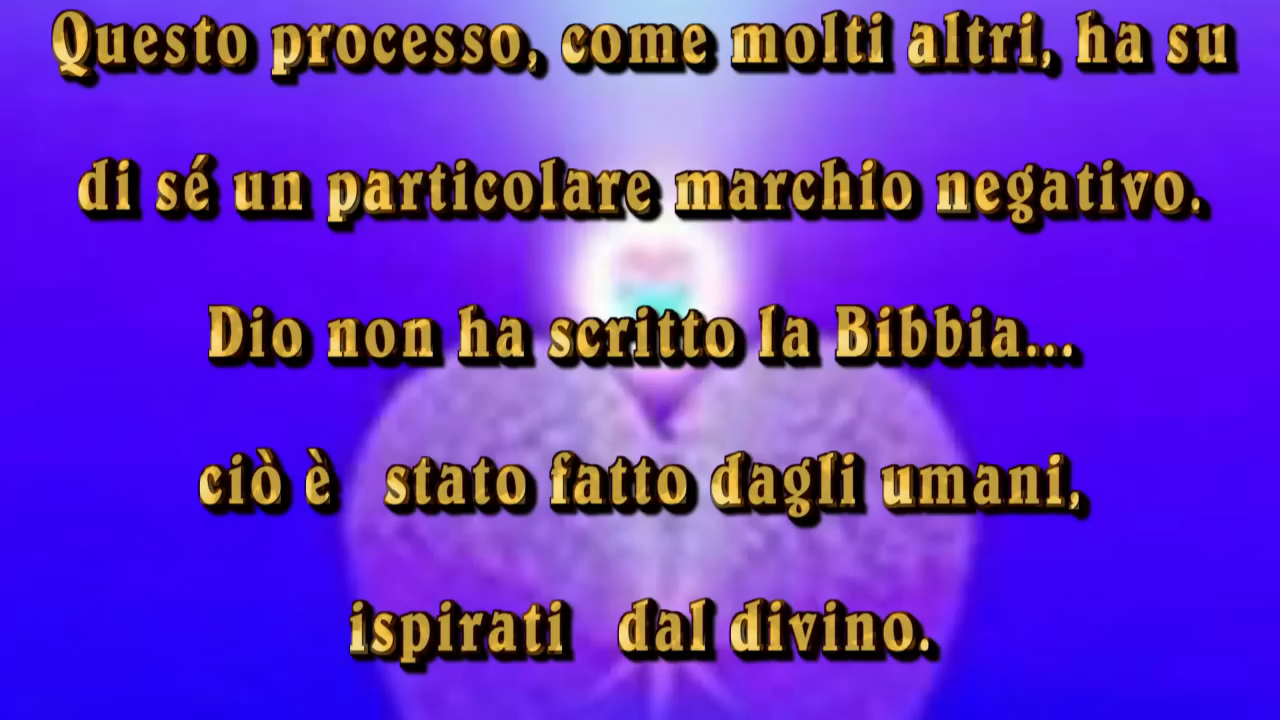 Questo processo, come molti altri, ha su
di sé un particolare marchio negativo.
Dio non ha scritto la Bibbia...
ciò è stato fatto dagli umani,
ispirati dal divino.